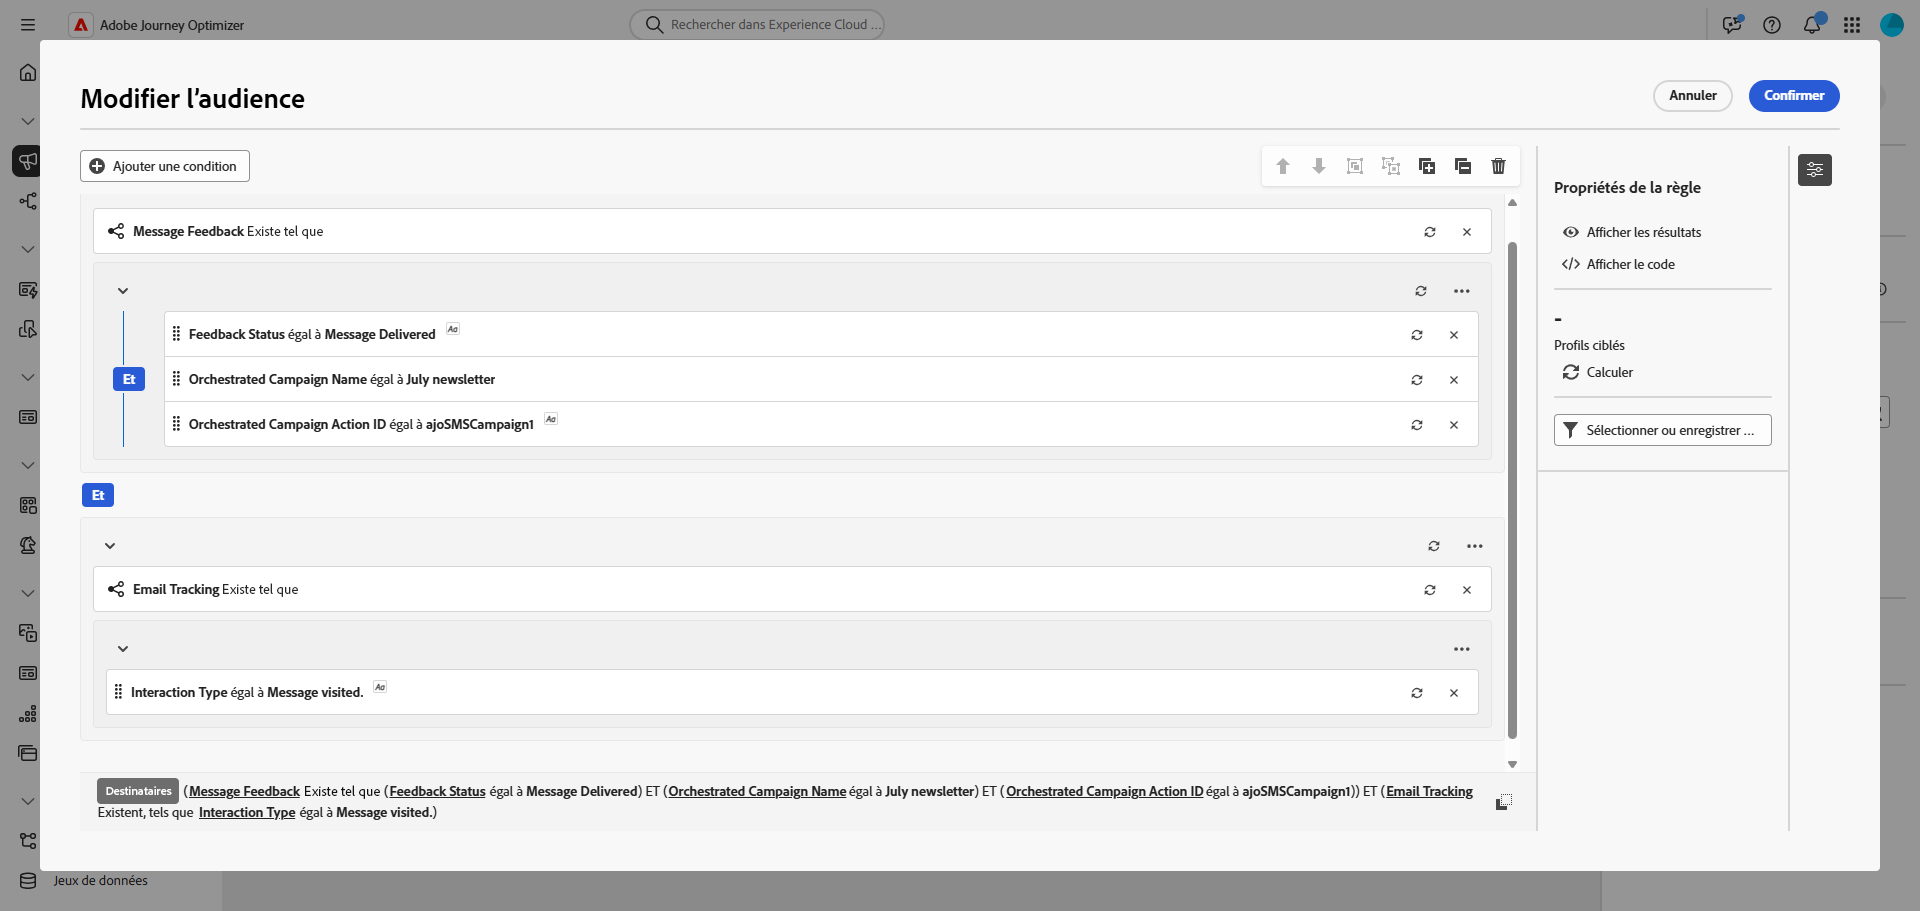 Adobe Journey Optimizer
Rechercher dans Experience Cloud ...
Modifier l’audience
Annuler
Confirmer
Ajouter une condition
Message Feedback Existe tel que
Feedback Status égal à Message Delivered Aa
Et
Orchestrated Campaign Name égal à July newsletter
Orchestrated Campaign Action ID égal à ajoSMSCampaign1 Aa
Et
Email Tracking Existe tel que
Interaction Type égal à Message visited. Aa
Destinataires (Message Feedback Existe tel que (Feedback Status égal à Message Delivered) ET (Orchestrated Campaign Name égal à July newsletter) ET (Orchestrated Campaign Action ID égal à ajoSMSCampaign1)) ET (Email Tracking
Existent, tels que Interaction Type égal à Message visited.)
Propriétés de la règle
Afficher les résultats
Afficher le code
-
Profils ciblés
Calculer
Sélectionner ou enregistrer ...
Jeux de données